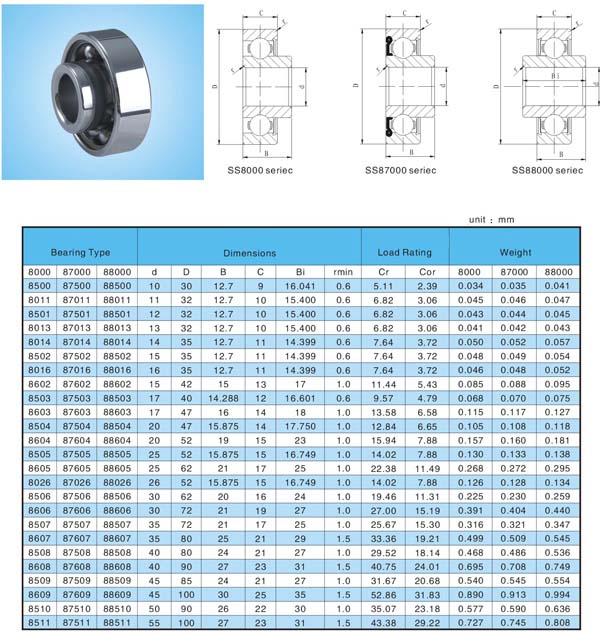 C r C r C r
D r d D r d D r Bi d
B B B
SS8000 seriec SS87000 seriec SS88000 seriec
unit : mm
Bearing Type Dimensions Load Rating Weight
8000 87000 88000 d D B C Bi rmin Cr Cor 8000 87000 88000
8500 87500 88500 10 30 12.7 9 16.041 0.6 5.11 2.39 0.034 0.035 0.041
8011 87011 88011 11 32 12.7 10 15.400 0.6 6.82 3.06 0.045 0.046 0.047
8501 87501 88501 12 32 12.7 10 15.400 0.6 6.82 3.06 0.043 0.044 0.045
8013 87013 88013 13 32 12.7 10 15.400 0.6 6.82 3.06 0.041 0.042 0.043
8014 87014 88014 14 35 12.7 11 14.399 0.6 7.64 3.72 0.050 0.052 0.057
8502 87502 88502 15 35 12.7 11 14.399 0.6 7.64 3.72 0.048 0.049 0.054
8016 87016 88016 16 35 12.7 11 14.399 0.6 7.64 3.72 0.046 0.048 0.052
8602 87602 88602 15 42 15 13 17 1.0 11.44 5.43 0.085 0.088 0.095
8503 87503 88503 17 40 14.288 12 16.601 1.0 9.57 4.79 0.068 0.070 0.075
8603 87603 88603 17 47 16 14 18 1.0 13.58 6.58 0.115 0.117 0.127
8504 87504 88504 20 47 15.875 14 17.750 1.0 12.84 6.65 0.105 0.108 0.118
8604 87604 88604 20 52 19 15 23 1.0 15.94 7.88 0.157 0.160 0.181
8505 87505 88505 25 52 15.875 15 16.749 1.0 14.02 7.88 0.130 0.133 0.138
8605 87605 88605 25 62 21 17 25 1.0 22.38 11.49 0.268 0.272 0.295
8026 87026 88026 26 52 15.875 15 16.749 1.0 14.02 7.88 0.126 0.128 0.134
8506 87506 88506 30 62 20 16 24 1.0 19.46 11.31 0.225 0.230 0.259
8606 87606 88606 30 72 21 19 27 1.0 27.00 15.19 0.391 0.404 0.440
8507 87507 88507 35 72 21 17 25 1.0 25.67 15.30 0.316 0.321 0.347
8607 87607 88607 35 80 25 21 29 1.5 33.36 19.21 0.499 0.509 0.545
8508 87508 88508 40 80 24 21 27 1.0 29.52 18.14 0.468 0.486 0.536
8608 87608 88608 40 90 27 23 31 1.5 40.75 24.01 0.695 0.708 0.749
8509 87509 88509 45 85 24 21 27 1.0 31.67 20.68 0.540 0.545 0.554
8609 87609 88609 45 100 30 25 35 1.5 52.86 31.83 0.890 0.913 0.994
8510 87510 88510 50 90 26 22 30 1.0 35.07 23.18 0.577 0.590 0.636
8511 87511 88511 55 100 27 23 31 1.5 43.38 29.22 0.727 0.745 0.808